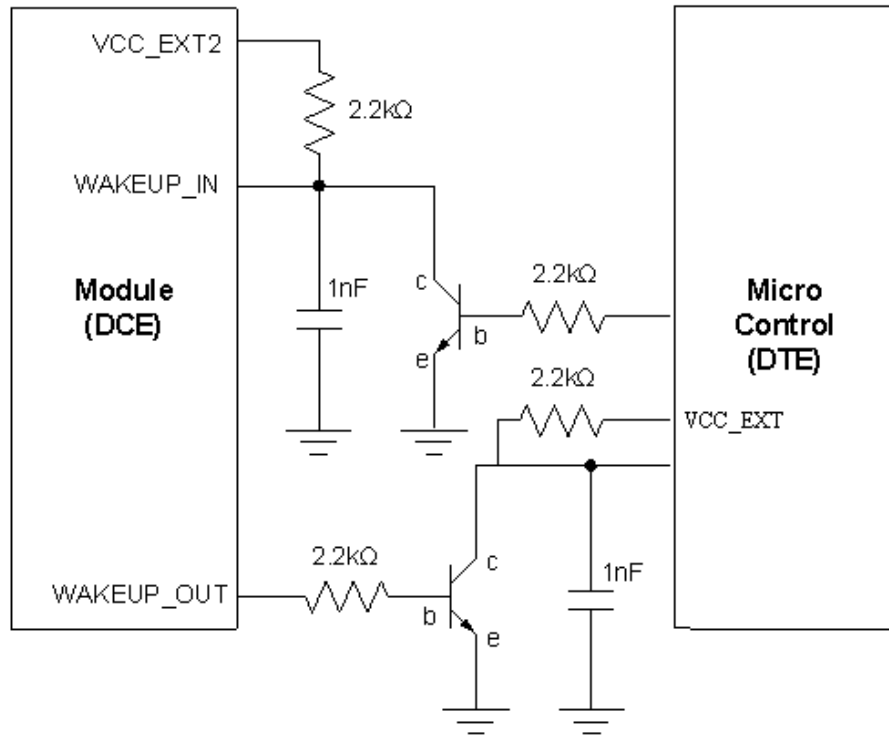 VCC_EXT2
2.2kΩ
WAKEUP_IN
Module
(DCE)
1nF
c
b
e
2.2kΩ
Micro
Control
(DTE)
2.2kΩ
VCC_EXT
WAKEUP_OUT
2.2kΩ
c
b
e
1nF